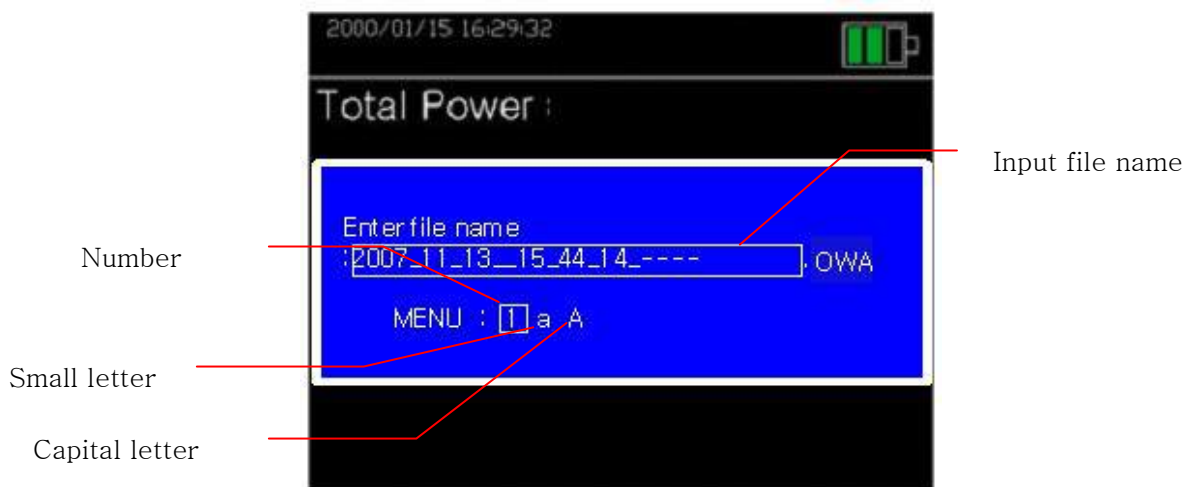 2000/01/15 16:29:32
Total Power :
Input file name
Enter file name
:2007_11_13__15_44_14_---- . OWA
Number
MENU : 1 a A
Small letter
Capital letter